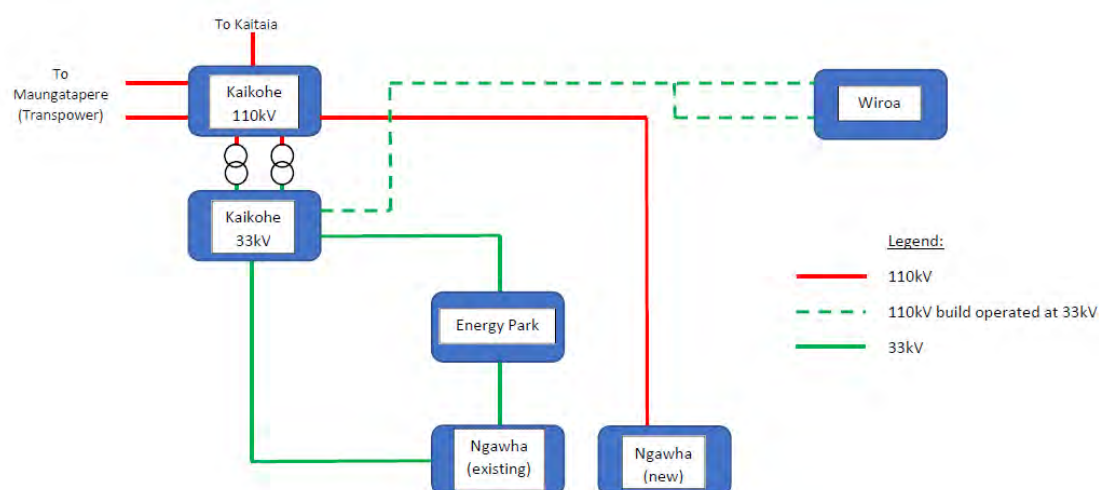 To Kaitaia
To
Maungatapere
(Transpower)
Kaikohe
110kV
Wiroa
Kaikohe
33kV
Legend:
110kV
110kV build operated at 33kV
33kV
Energy Park
Ngawha
(existing)
Ngawha
(new)